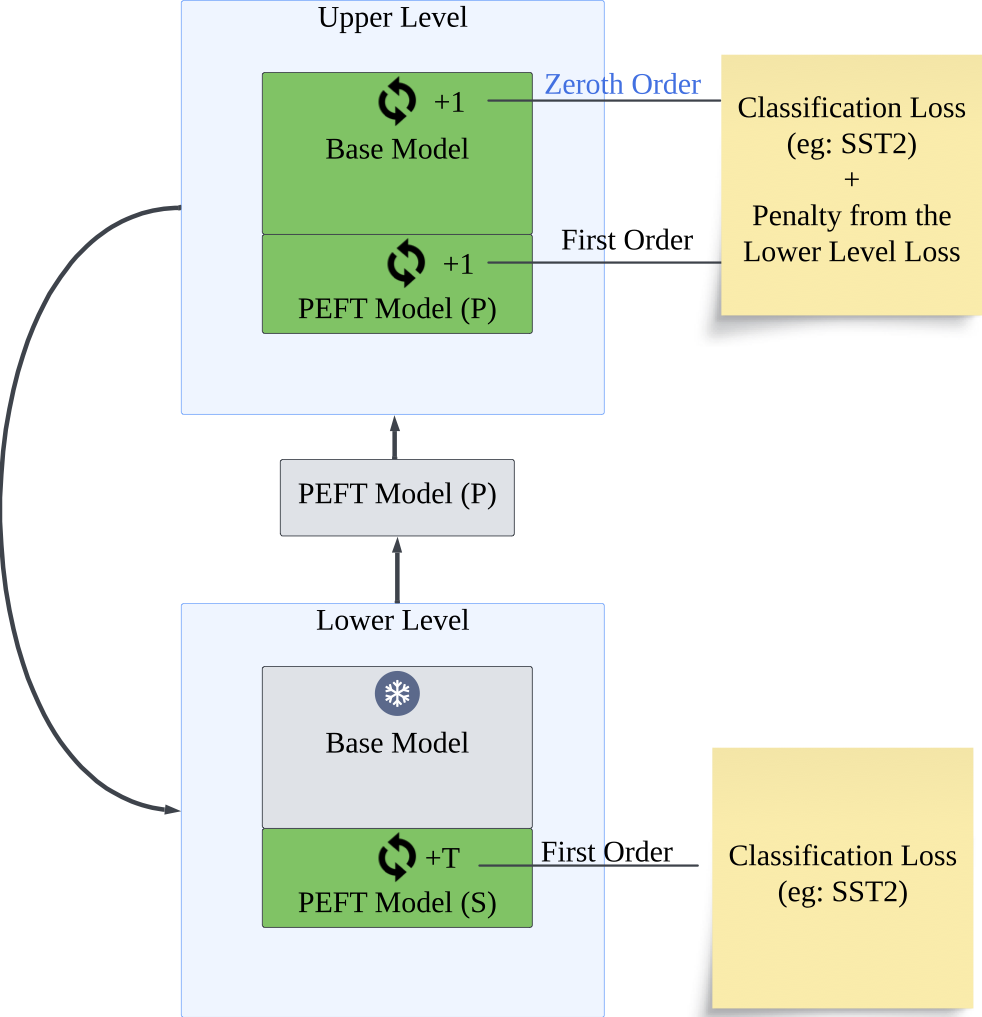 Upper Level
+1
Zeroth Order
Base Model
+1
First Order
PEFT Model (P)
Classification Loss
(eg: SST2)
+
Penalty from the
Lower Level Loss
PEFT Model (P)
Lower Level
Base Model
+T
First Order
PEFT Model (S)
Classification Loss
(eg: SST2)